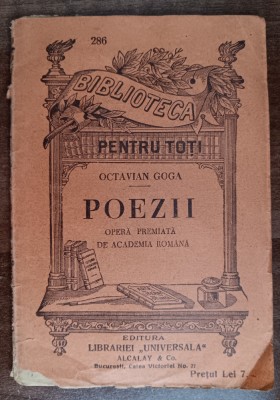 286
BIBLIOTECA
PENTRU TOȚI
OCTAVIAN GOGA
POEZII
OPERĂ PREMIATĂ
DE ACADEMIA ROMÂNĂ
EDITURA
LIBRARIEI „UNIVERSALA"
ALCALAY & Co.
București, Calea Victoriei No. 27
Prețul Lei 7.—